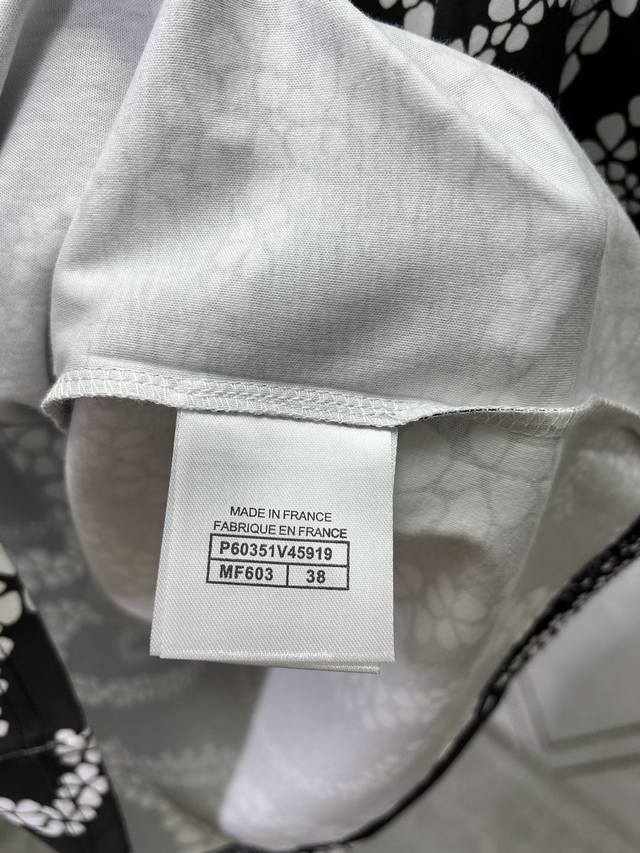 MADE IN FRANCE
FABRIQUE EN FRANCE
P60351V45919
MF603 38